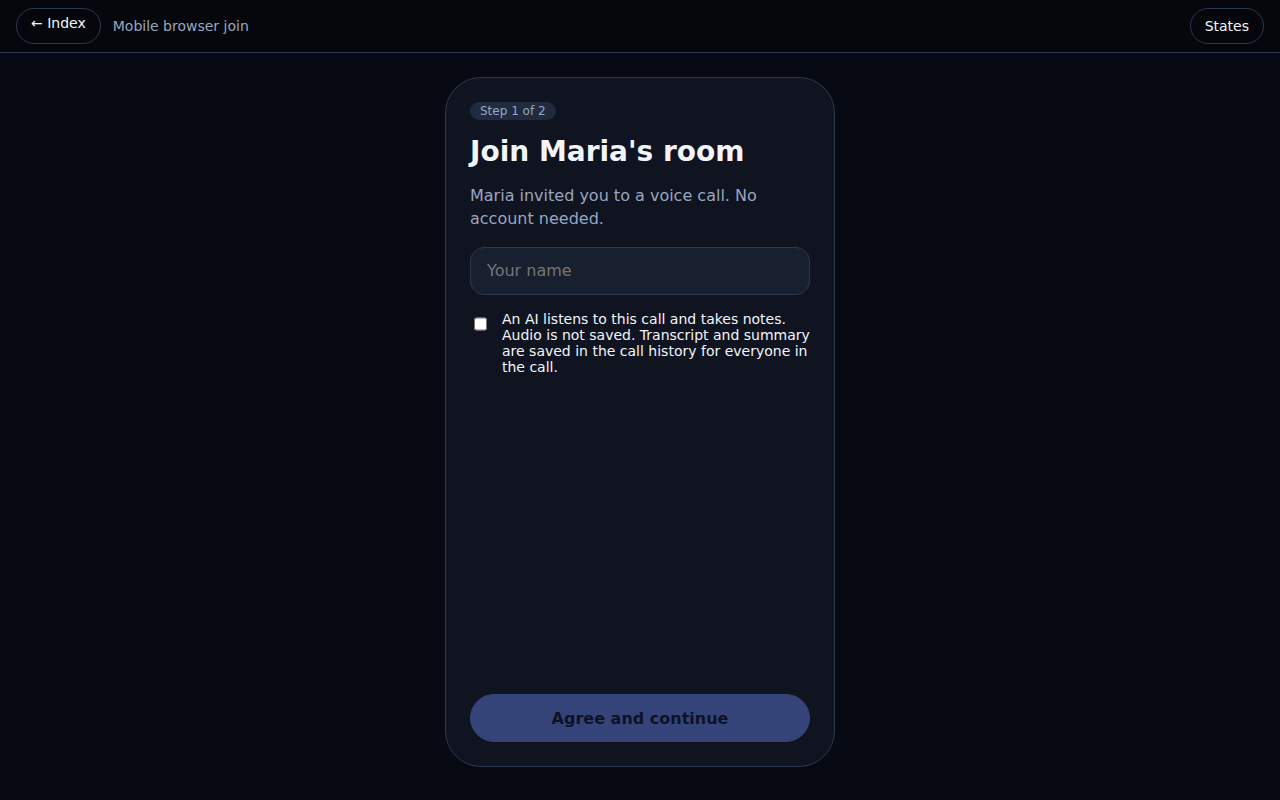 ← Index
Mobile browser join
States
Step 1 of 2
Join Maria's room
Maria invited you to a voice call. No
account needed.
Your name
An AI listens to this call and takes notes.
Audio is not saved. Transcript and summary
are saved in the call history for everyone in
the call.
Agree and continue